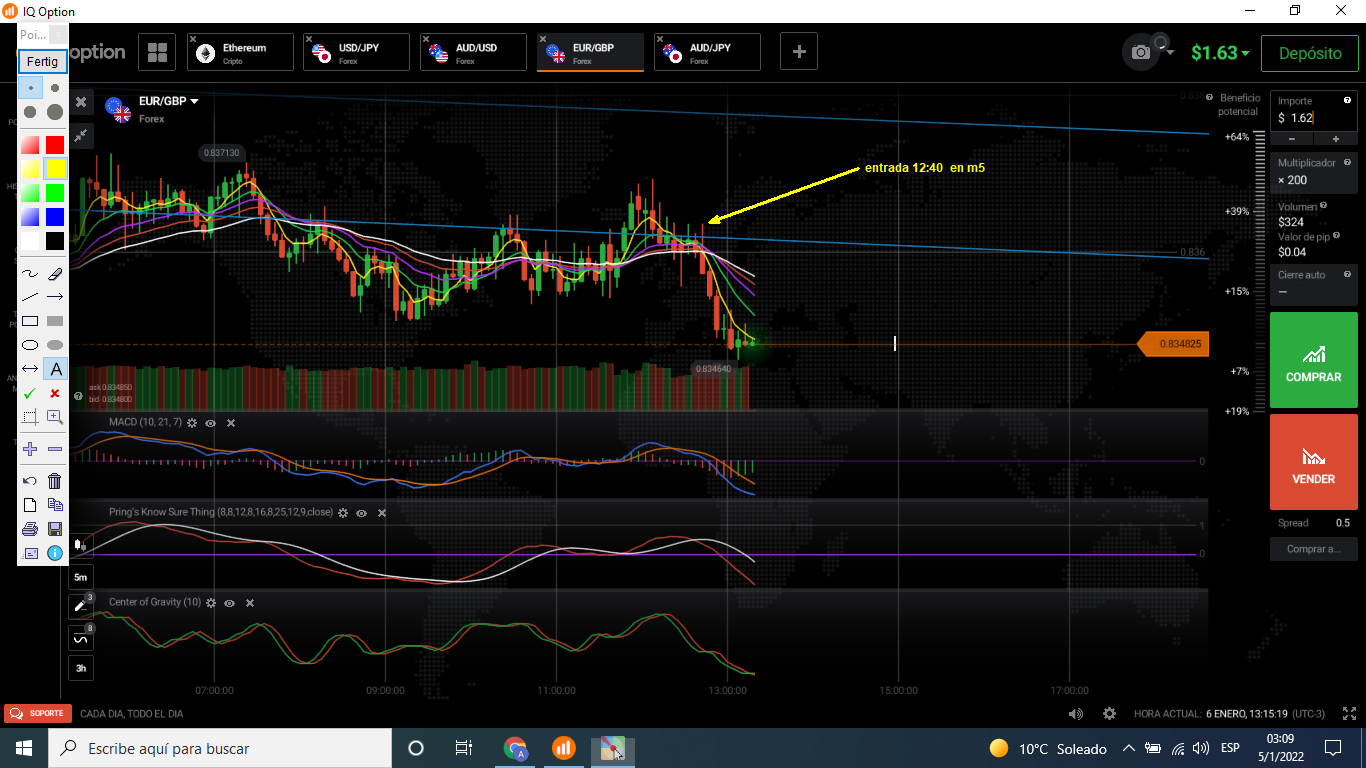 IQ Option
Poi...
Fertig
option
Ethereum
Cripto
USD/JPY
Forex
AUD/USD
Forex
EUR/GBP
Forex
AUD/JPY
Forex
$1.63
Depósito
EUR/GBP
Forex
0.837130
entrada 12:40 en m5
0.836
0.834825
0.834640
ask 0.834850
bid 0.834800
Beneficio
potencial
+64%
+39%
+15%
+7%
+19%
Importe
$ 1.62
Multiplicador
× 200
Volumen
$324
Valor de pip
$0.04
Cierre auto
COMPRAR
VENDER
Spread 0.5
Comprar a...
MACD (10, 21, 7)
0
Pring's Know Sure Thing (8,8,12,8,16,8,25,12,9,close)
1
0
Center of Gravity (10)
5m
3
8
3h
07:00:00
09:00:00
11:00:00
13:00:00
15:00:00
17:00:00
SOPORTE
CADA DIA, TODO EL DIA
HORA ACTUAL: 6 ENERO, 13:15:19 (UTC-3)
Escribe aquí para buscar
10°C Soleado
ESP
03:09
5/1/2022